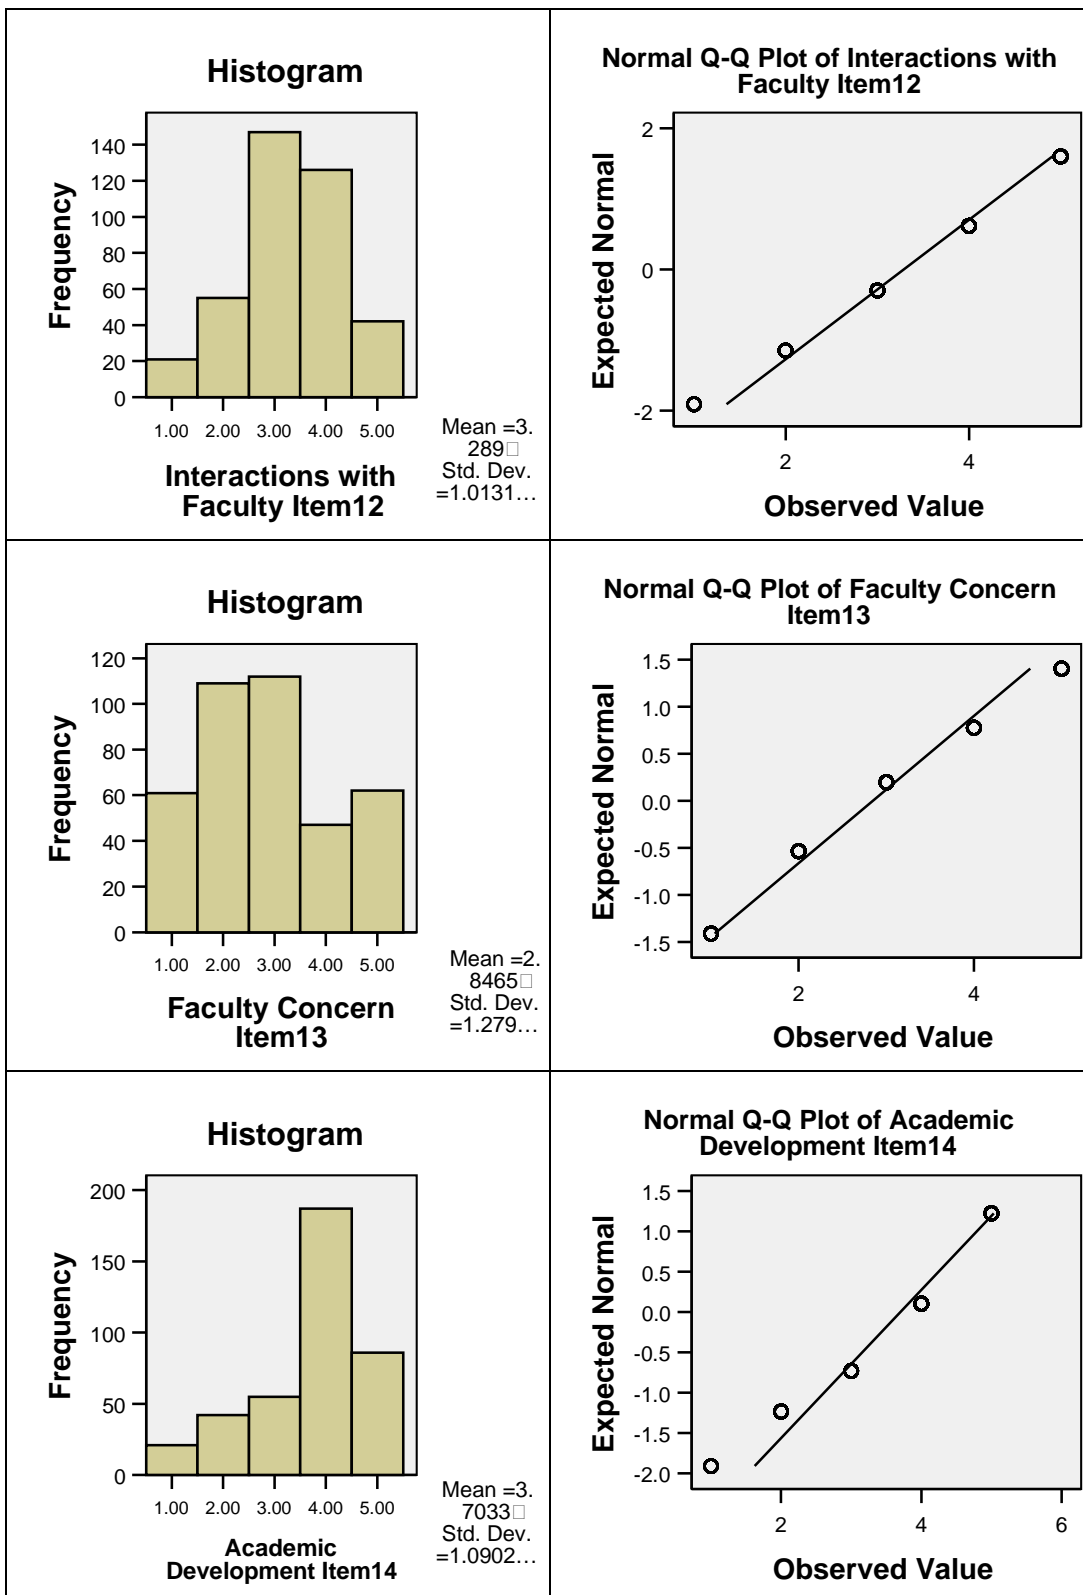 Histogram
Frequency
140
120
100
80
60
40
20
0
1.00 2.00 3.00 4.00 5.00
Interactions with
Faculty Item12
Mean =3.
289□
Std. Dev.
=1.0131…
Normal Q-Q Plot of Interactions with
Faculty Item12
Expected Normal
2
0
-2
2 4
Observed Value
Histogram
Frequency
120
100
80
60
40
20
0
1.00 2.00 3.00 4.00 5.00
Faculty Concern
Item13
Mean =2.
8465□
Std. Dev.
=1.279…
Normal Q-Q Plot of Faculty Concern
Item13
Expected Normal
1.5
1.0
0.5
0.0
-0.5
-1.0
-1.5
2 4
Observed Value
Histogram
Frequency
200
150
100
50
0
1.00 2.00 3.00 4.00 5.00
Academic
Development Item14
Mean =3.
7033□
Std. Dev.
=1.0902…
Normal Q-Q Plot of Academic
Development Item14
Expected Normal
1.5
1.0
0.5
0.0
-0.5
-1.0
-1.5
-2.0
2 4 6
Observed Value